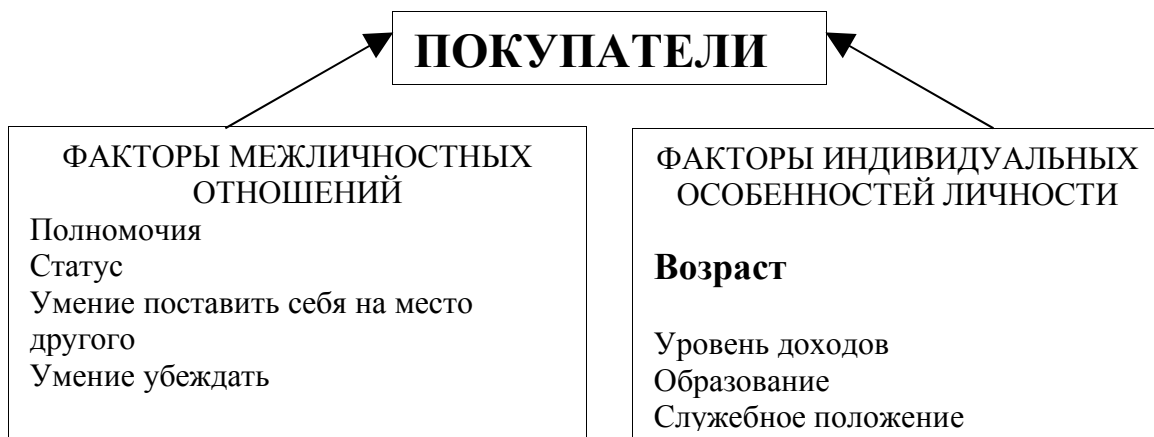 ПОКУПАТЕЛИ
ФАКТОРЫ МЕЖЛИЧНОСТНЫХ
ОТНОШЕНИЙ
Полномочия
Статус
Умение поставить себя на место
другого
Умение убеждать
ФАКТОРЫ ИНДИВИДУАЛЬНЫХ
ОСОБЕННОСТЕЙ ЛИЧНОСТИ
Возраст
Уровень доходов
Образование
Служебное положение